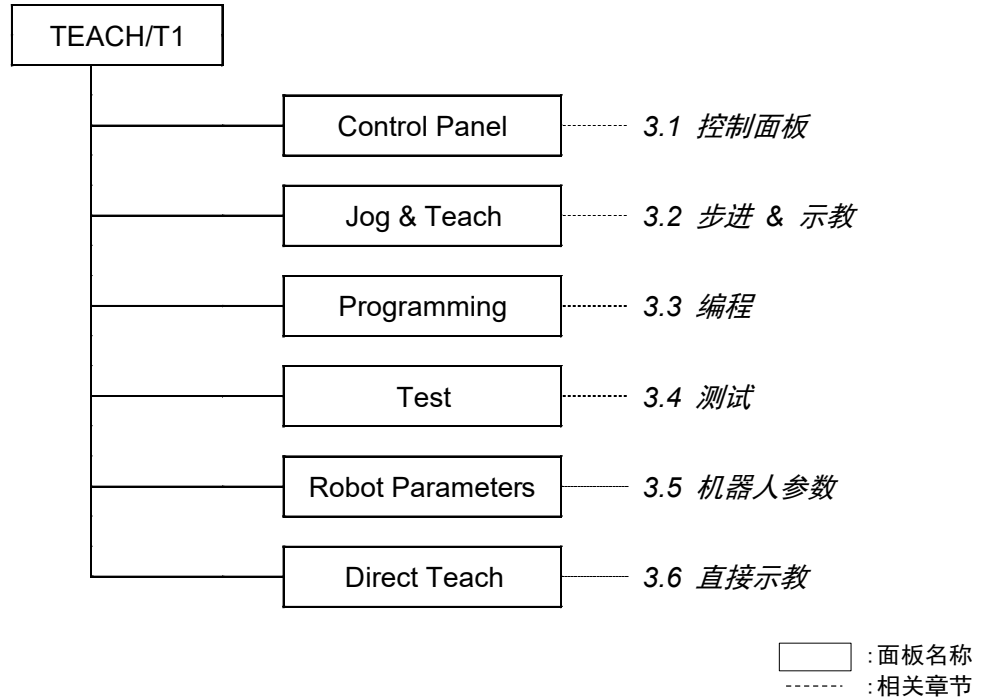 TEACH/T1
Control Panel 3.1 控制面板
Jog & Teach 3.2 步进 & 示教
Programming 3.3 编程
Test 3.4 测试
Robot Parameters 3.5 机器人参数
Direct Teach 3.6 直接示教
:面板名称
:相关章节